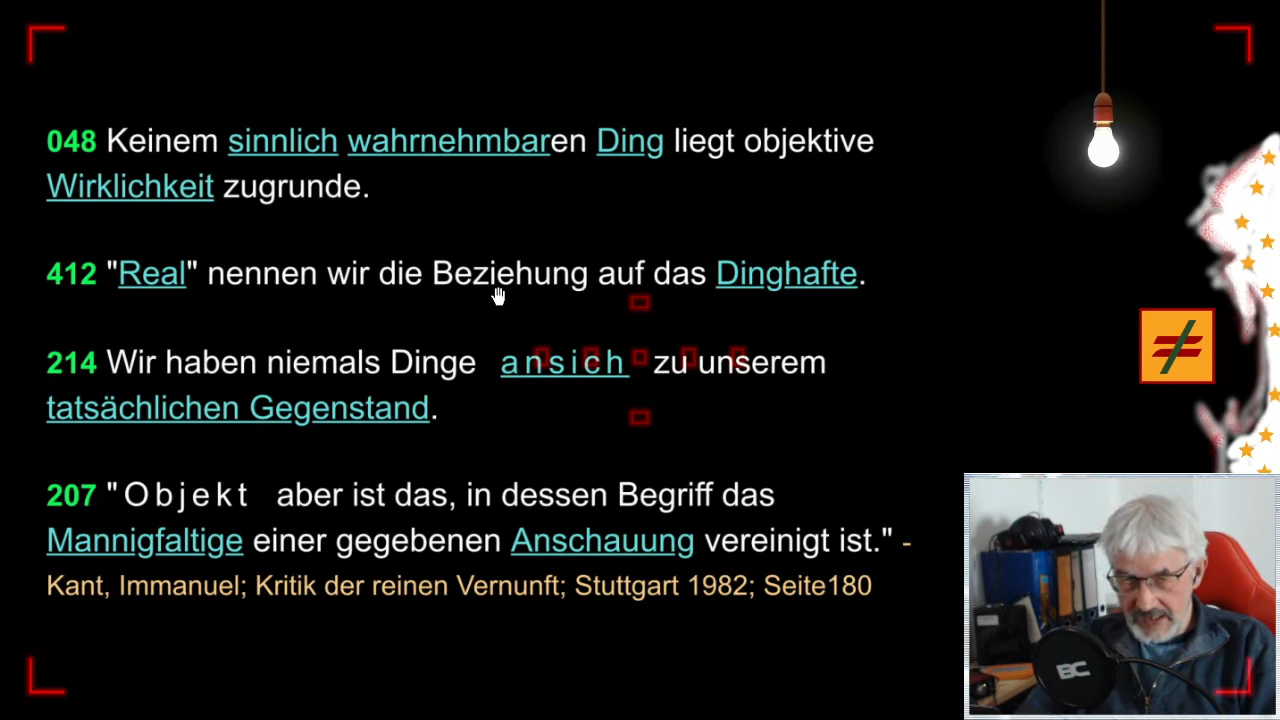 048 Keinem sinnlich wahrnehmbaren Ding liegt objektive
Wirklichkeit zugrunde.
412 "Real" nennen wir die Beziehung auf das Dinghafte.
214 Wir haben niemals Dinge ansich zu unserem
tatsächlichen Gegenstand.
207 "Objekt aber ist das, in dessen Begriff das
Mannigfaltige einer gegebenen Anschauung vereinigt ist." -
Kant, Immanuel; Kritik der reinen Vernunft; Stuttgart 1982; Seite180
≠
BC